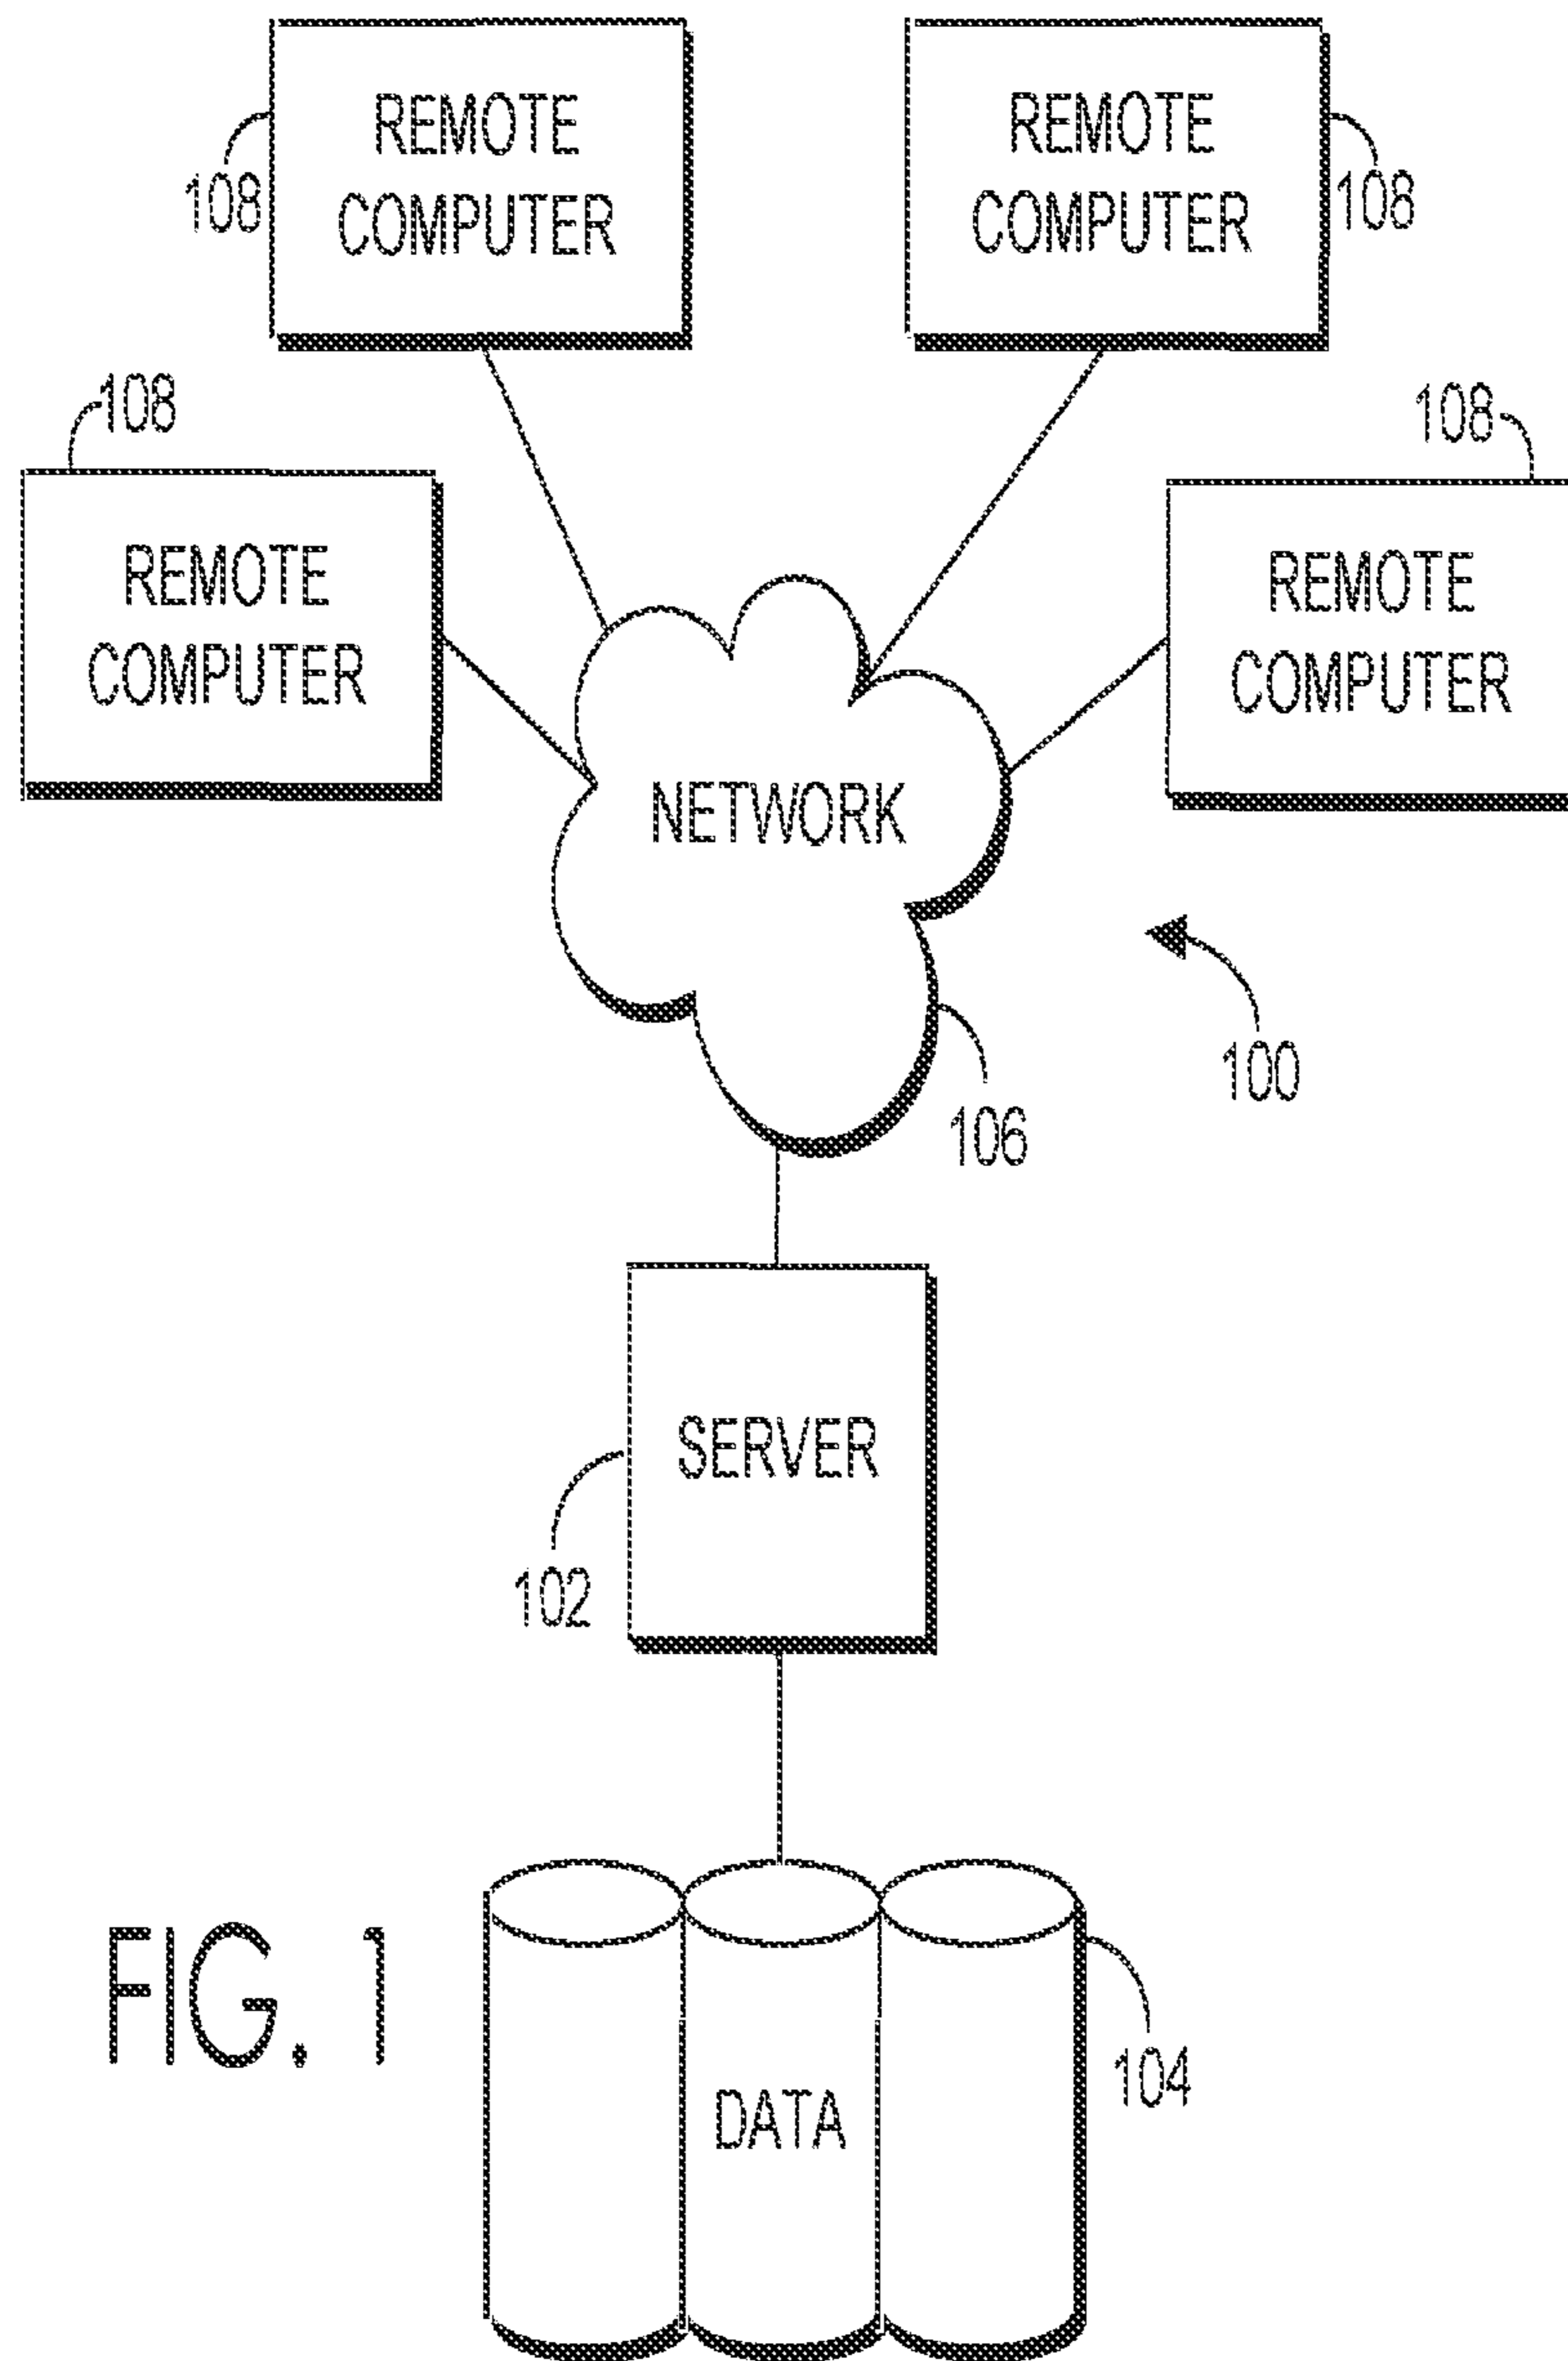 REMOTE
COMPUTER
108
REMOTE
COMPUTER
108
108
REMOTE
COMPUTER
108
REMOTE
COMPUTER
NETWORK
100
106
SERVER
102
FIG. 1
DATA
104